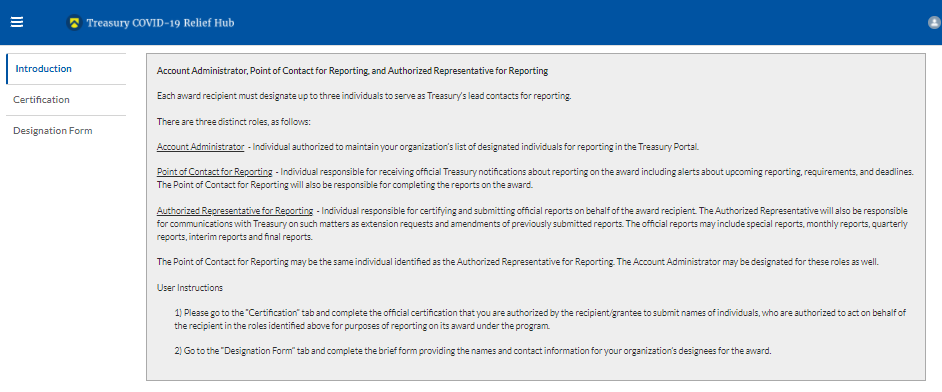 Treasury COVID-19 Relief Hub
Introduction
Certification
Designation Form
Account Administrator, Point of Contact for Reporting, and Authorized Representative for Reporting
Each award recipient must designate up to three individuals to serve as Treasury's lead contacts for reporting.
There are three distinct roles, as follows:
Account Administrator - Individual authorized to maintain your organization's list of designated individuals for reporting in the Treasury Portal.
Point of Contact for Reporting - Individual responsible for receiving official Treasury notifications about reporting on the award including alerts about upcoming reporting, requirements, and deadlines.
The Point of Contact for Reporting will also be responsible for completing the reports on the award.
Authorized Representative for Reporting - Individual responsible for certifying and submitting official reports on behalf of the award recipient. The Authorized Representative will also be responsible
for communications with Treasury on such matters as extension requests and amendments of previously submitted reports. The official reports may include special reports, monthly reports, quarterly
reports, interim reports and final reports.
The Point of Contact for Reporting may be the same individual identified as the Authorized Representative for Reporting. The Account Administrator may be designated for these roles as well.
User Instructions
1) Please go to the "Certification" tab and complete the official certification that you are authorized by the recipient/grantee to submit names of individuals, who are authorized to act on behalf of
the recipient in the roles identified above for purposes of reporting on its award under the program.
2) Go to the "Designation Form" tab and complete the brief form providing the names and contact information for your organization's designees for the award.